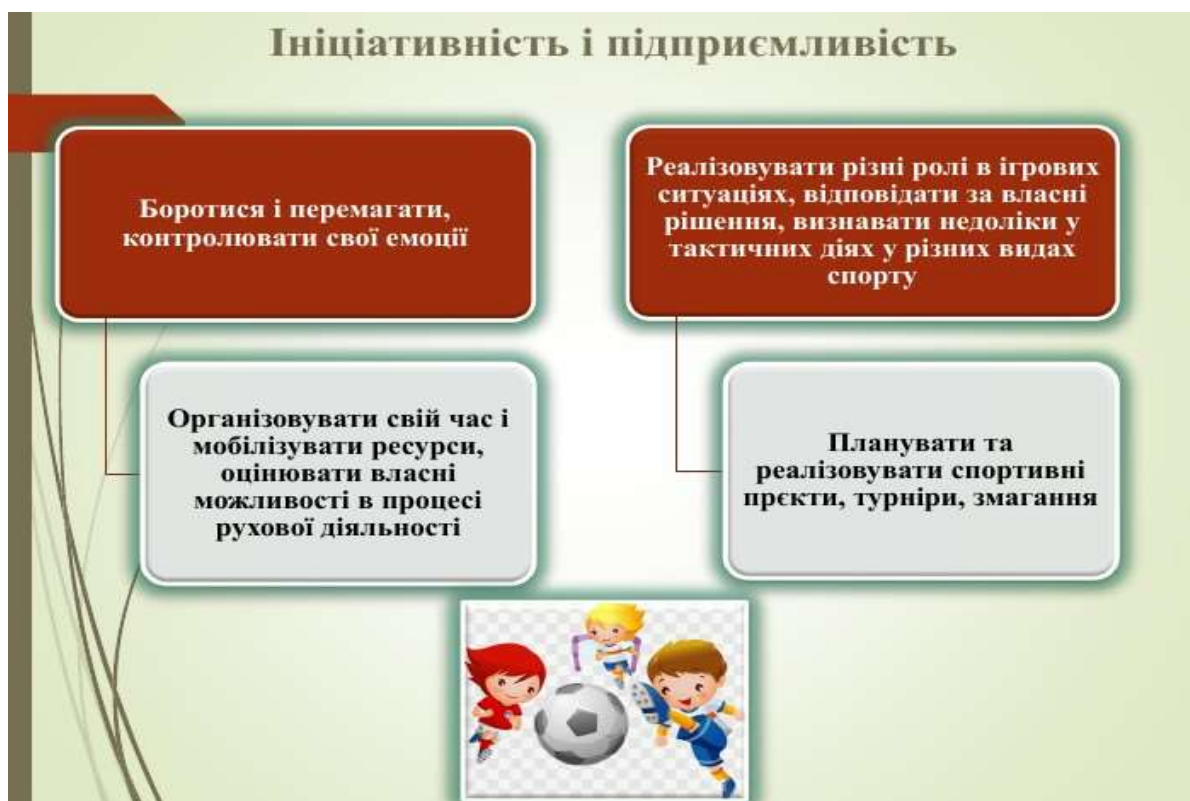 Ініціативність і підприємливість
Боротися і перемагати,
контролювати свої емоції
Реалізовувати різні ролі в ігрових
ситуаціях, відповідати за власні
рішення, визнавати недоліки у
тактичних діях у різних видах
спорту
Організовувати свій час і
мобілізувати ресурси,
оцінювати власні
можливості в процесі
рухової діяльності
Планувати та
реалізовувати спортивні
прєкти, турніри, змагання